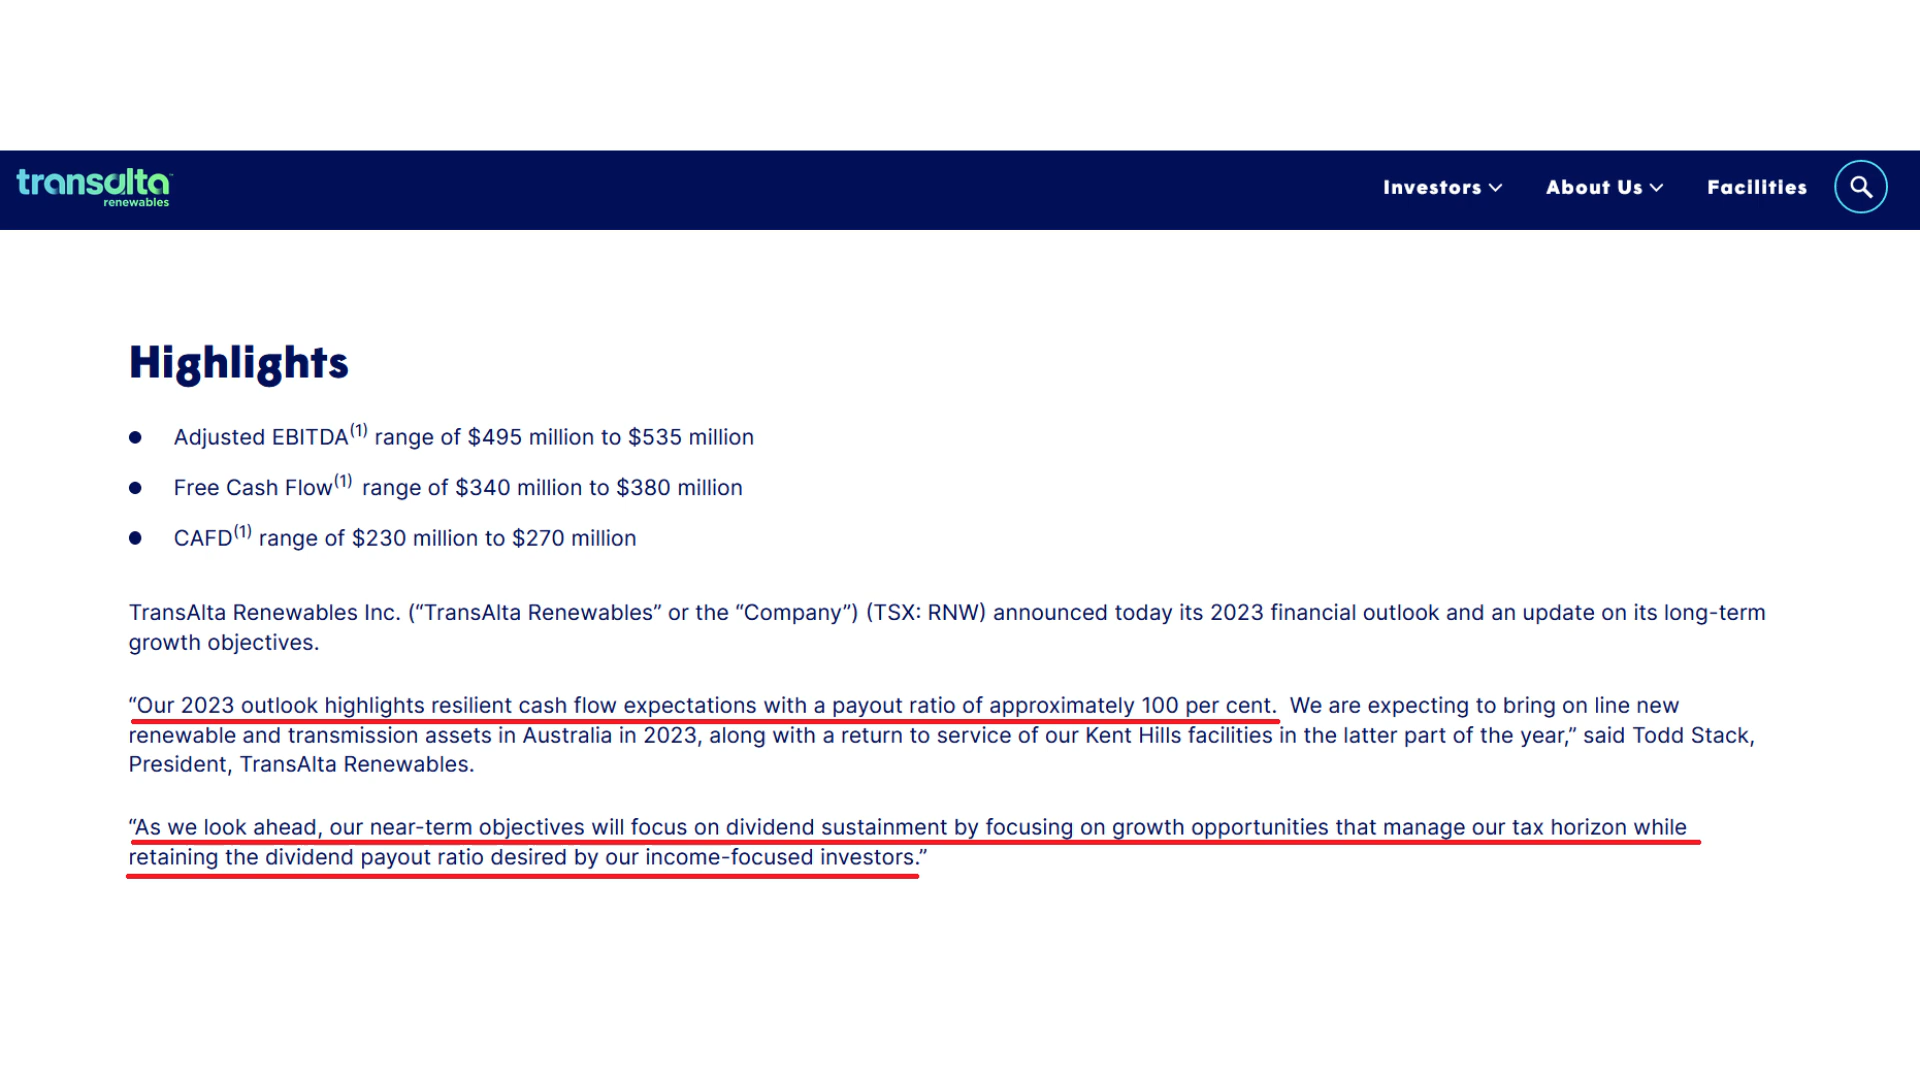 transalta™
renewables
Investors
About Us
Facilities
Highlights
Adjusted EBITDA(1) range of $495 million to $535 million
Free Cash Flow(1) range of $340 million to $380 million
CAFD(1) range of $230 million to $270 million
TransAlta Renewables Inc. (“TransAlta Renewables” or the “Company”) (TSX: RNW) announced today its 2023 financial outlook and an update on its long-term
growth objectives.
“Our 2023 outlook highlights resilient cash flow expectations with a payout ratio of approximately 100 per cent. We are expecting to bring on line new
renewable and transmission assets in Australia in 2023, along with a return to service of our Kent Hills facilities in the latter part of the year,” said Todd Stack,
President, TransAlta Renewables.
“As we look ahead, our near-term objectives will focus on dividend sustainment by focusing on growth opportunities that manage our tax horizon while
retaining the dividend payout ratio desired by our income-focused investors.”